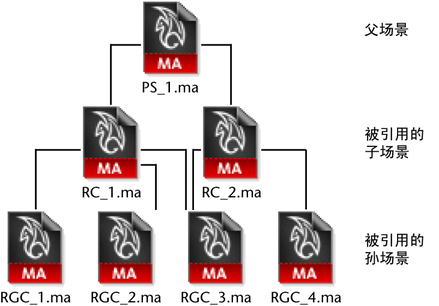 MA
父场景
PS_1.ma
MA
MA
被引用的
子场景
RC_1.ma
RC_2.ma
MA
MA
MA
MA
被引用的
孙场景
RGC_1.ma
RGC_2.ma
RGC_3.ma
RGC_4.ma